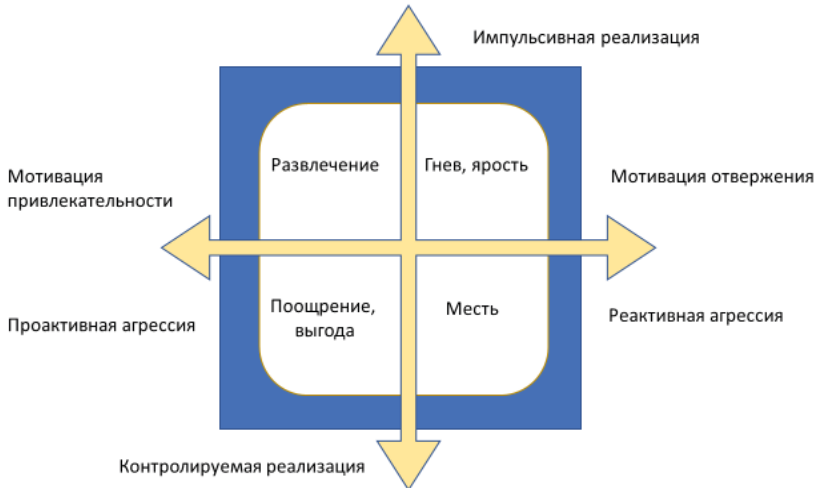 Импульсивная реализация
Развлечение
Гнев, ярость
Мотивация
привлекательности
Мотивация отвержения
Проактивная агрессия
Поощрение,
выгода
Месть
Реактивная агрессия
Контролируемая реализация